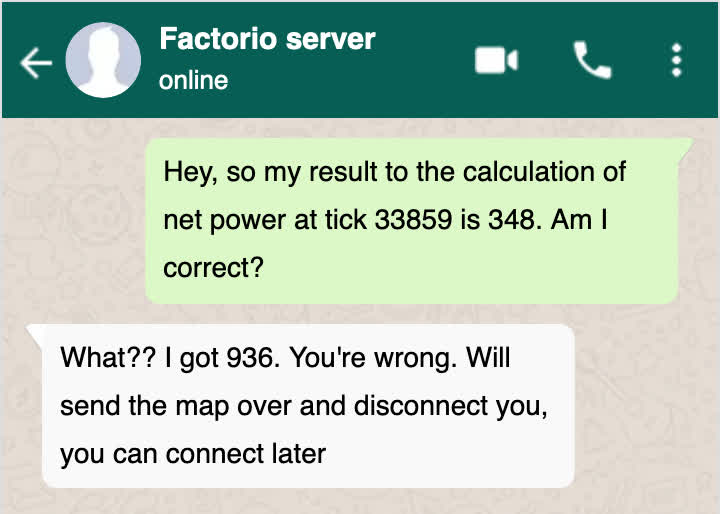 Factorio server
online
Hey, so my result to the calculation of
net power at tick 33859 is 348. Am I
correct?
What?? I got 936. You're wrong. Will
send the map over and disconnect you,
you can connect later